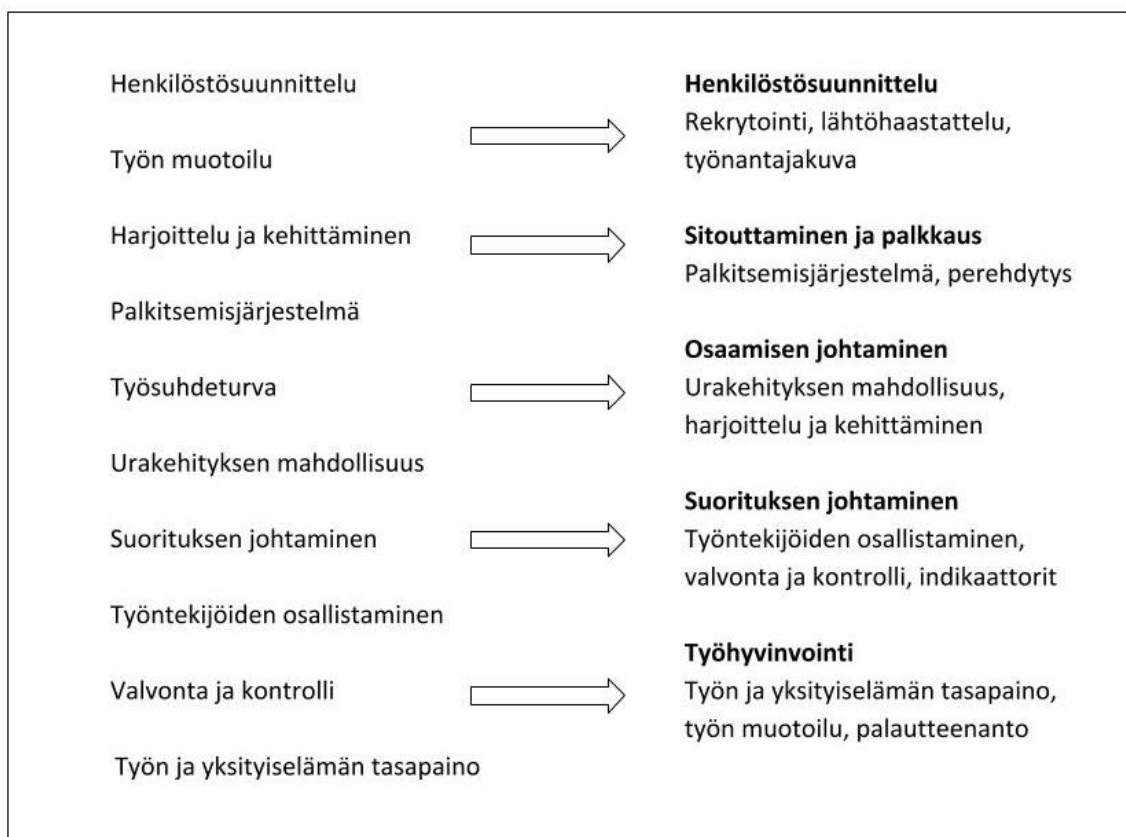 Henkilöstösuunnittelu
Työn muotoilu
Harjoittelu ja kehittäminen
Palkitsemisjärjestelmä
Työsuhdeturva
Urakehityksen mahdollisuus
Suorituksen johtaminen
Työntekijöiden osallistaminen
Valvonta ja kontrolli
Työn ja yksityiselämän tasapaino
Henkilöstösuunnittelu
Rekrytointi, lähtöhaastattelu,
työnantajakuva
Sitouttaminen ja palkkaus
Palkitsemisjärjestelmä, perehdytys
Osaamisen johtaminen
Urakehityksen mahdollisuus,
harjoittelu ja kehittäminen
Suorituksen johtaminen
Työntekijöiden osallistaminen,
valvonta ja kontrolli, indikaattorit
Työhyvinvointi
Työn ja yksityiselämän tasapaino,
työn muotoilu, palautteenanto